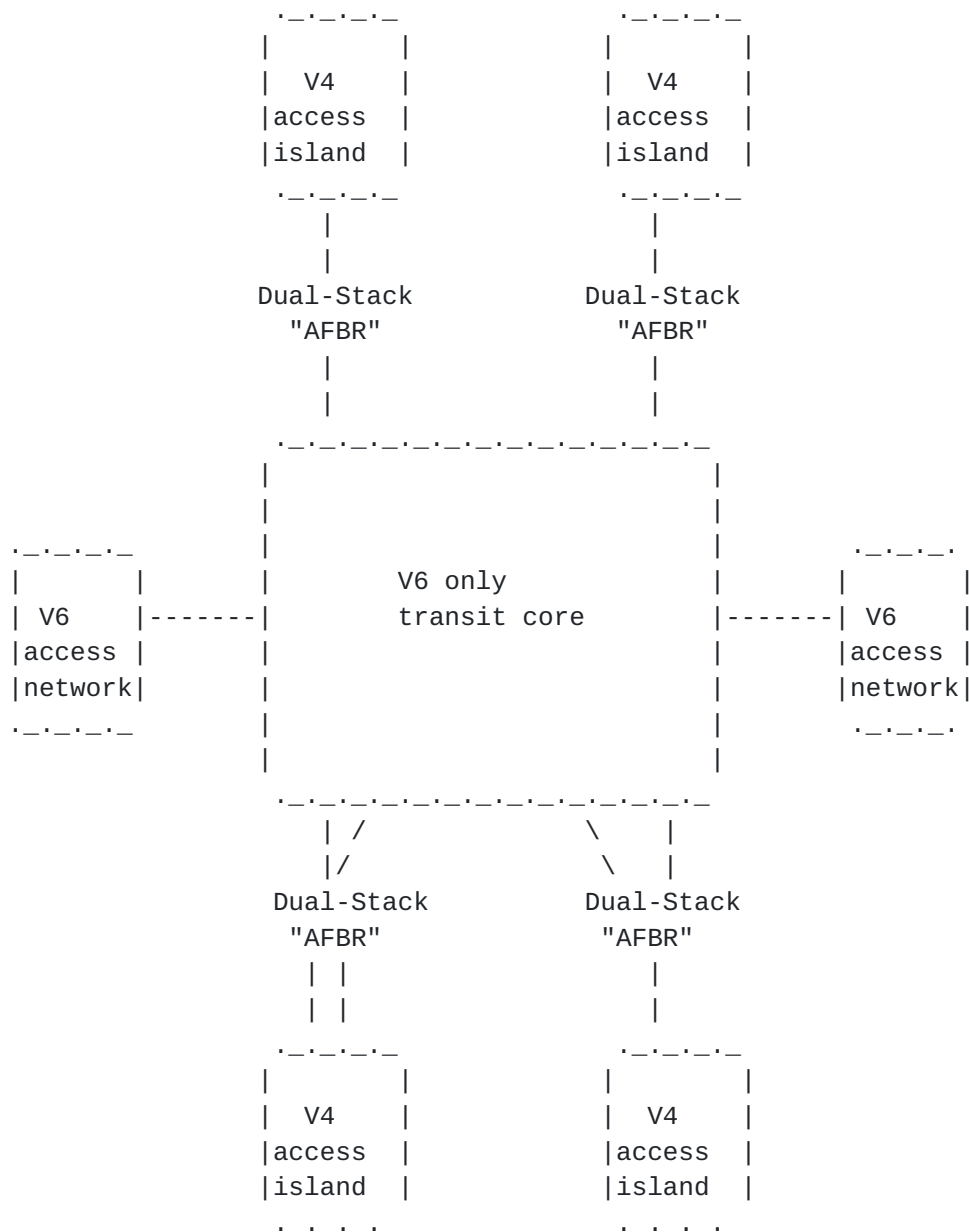 V4 V4
access access
island island
Dual-Stack Dual-Stack
"AFBR" "AFBR"
V6 only
V6 transit core V6
access access
network network
Dual-Stack Dual-Stack
"AFBR" "AFBR"
V4 V4
access access
island island